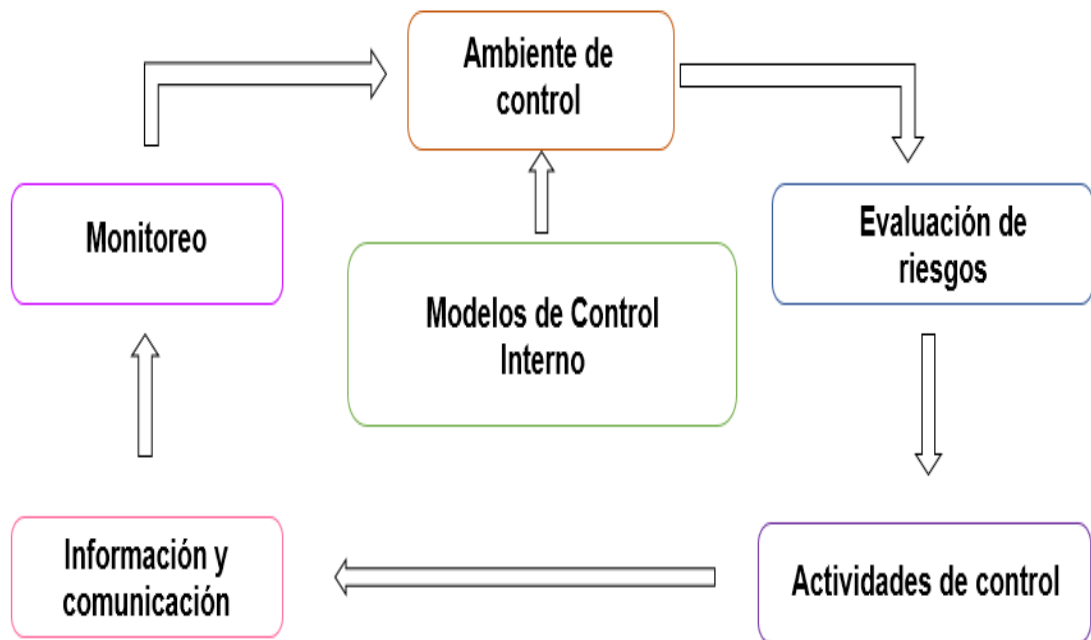 Ambiente de
control
Monitoreo
Evaluación de
riesgos
Modelos de Control
Interno
Información y
comunicación
Actividades de control